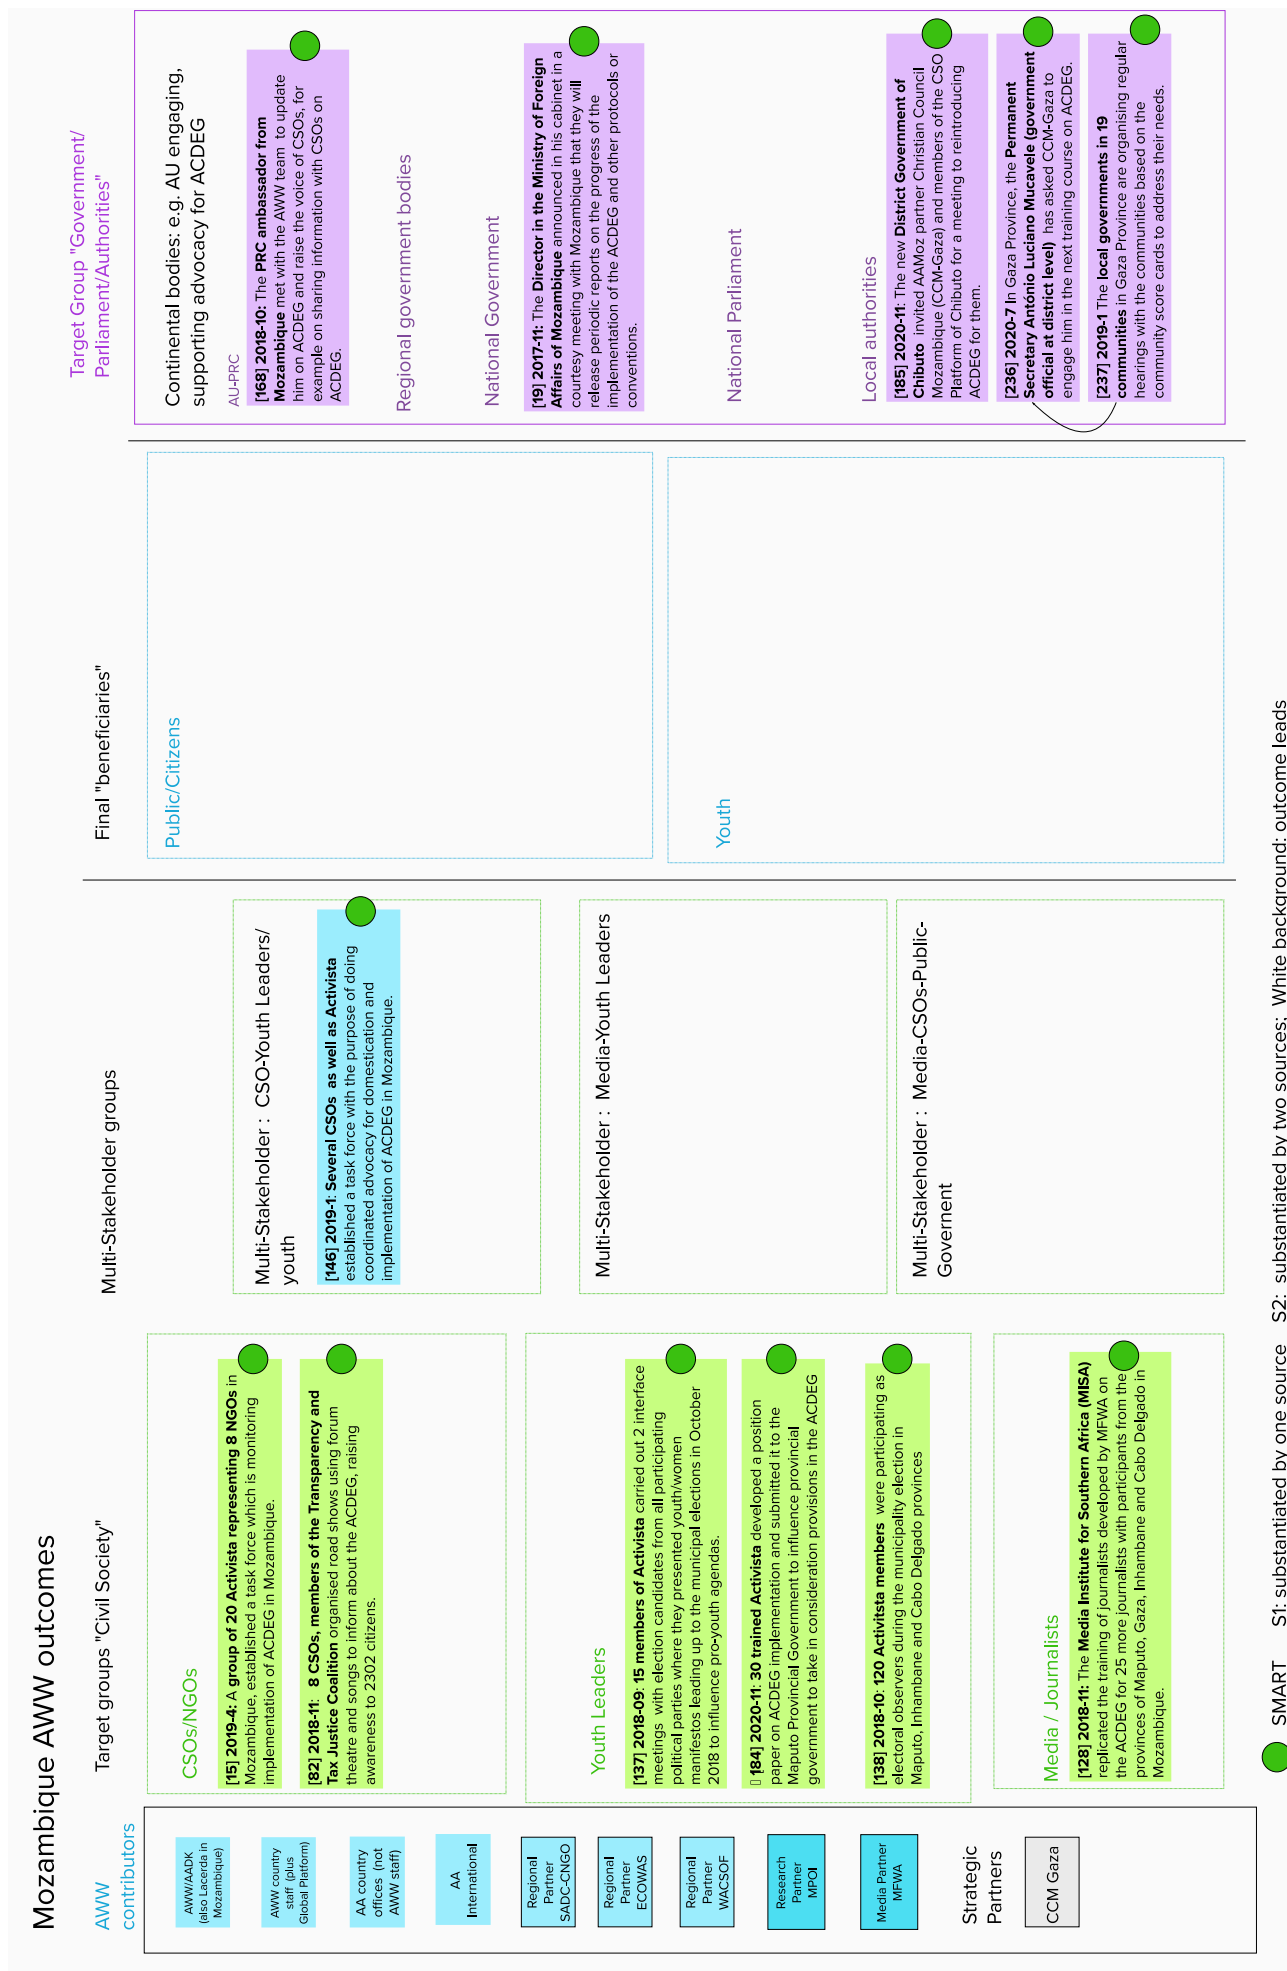 Mozambique AWW outcomes
AWW
contributors
AWW/AADK
(also Lacerda in
Mozambique)
AWW country
staff (plus
Global Platform)
AA country
offices (not
AWW staff)
AA
International
Regional
Partner
SADC-CNGO
Regional
Partner
ECOWAS
Regional
Partner
WACSOF
Research
Partner
MPOI
Media Partner
MFWA
Strategic
Partners
CCM Gaza
Target groups "Civil Society"
CSOs/NGOs
[15] 2019-4: A group of 20 Activista representing 8 NGOs in
Mozambique, established a task force which is monitoring
implementation of ACDEG in Mozambique.
[82] 2018-11: 8 CSOs, members of the Transparency and
Tax Justice Coalition organised road shows using forum
theatre and songs to inform about the ACDEG, raising
awareness to 2302 citizens.
Youth Leaders
[137] 2018-09: 15 members of Activista carried out 2 interface
meetings with election candidates from all participating
political parties where they presented youth/women
manifestos leading up to the municipal elections in October
2018 to influence pro-youth agendas.
▯ 184] 2020-11: 30 trained Activista developed a position
paper on ACDEG implementation and submitted it to the
Maputo Provincial Government to influence provincial
government to take in consideration provisions in the ACDEG
[138] 2018-10: 120 Activitsta members were participating as
electoral observers during the municipality election in
Maputo, Inhambane and Cabo Delgado provinces
Media / Journalists
[128] 2018-11: The Media Institute for Southern Africa (MISA)
replicated the training of journalists developed by MFWA on
the ACDEG for 25 more journalists with participants from the
provinces of Maputo, Gaza, Inhambane and Cabo Delgado in
Mozambique.
Multi-Stakeholder groups
Multi-Stakeholder : CSO-Youth Leaders/
youth
[146] 2019-1: Several CSOs as well as Activista
established a task force with the purpose of doing
coordinated advocacy for domestication and
implementation of ACDEG in Mozambique.
Multi-Stakeholder : Media-Youth Leaders
Multi-Stakeholder : Media-CSOs-Public-
Governent
Final "beneficiaries"
Public/Citizens
Youth
Target Group "Government/
Parliament/Authorities"
Continental bodies: e.g. AU engaging,
supporting advocacy for ACDEG
AU-PRC
[168] 2018-10: The PRC ambassador from
Mozambique met with the AWW team to update
him on ACDEG and raise the voice of CSOs, for
example on sharing information with CSOs on
ACDEG.
Regional government bodies
National Government
[19] 2017-11: The Director in the Ministry of Foreign
Affairs of Mozambique announced in his cabinet in a
courtesy meeting with Mozambique that they will
release periodic reports on the progress of the
implementation of the ACDEG and other protocols or
conventions.
National Parliament
Local authorities
[185] 2020-11: The new District Government of
Chibuto invited AAMoz partner Christian Council
Mozambique (CCM-Gaza) and members of the CSO
Platform of Chibuto for a meeting to reintroducing
ACDEG for them.
[236] 2020-7 In Gaza Province, the Permanent
Secretary António Luciano Mucavele (government
official at district level) has asked CCM-Gaza to
engage him in the next training course on ACDEG.
[237] 2019-1 The local governments in 19
communities in Gaza Province are organising regular
hearings with the communities based on the
community score cards to address their needs.
SMART S1: substantiated by one source S2: substantiated by two sources; White background: outcome leads